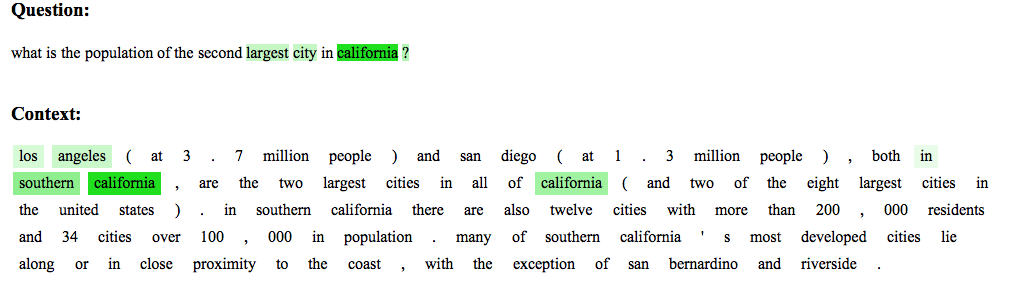 Question:
what is the population of the second largest city in california ?
Context:
los angeles ( at 3 . 7 million people ) and san diego ( at 1 . 3 million people ) , both in
southern california , are the two largest cities in all of california ( and two of the eight largest cities in
the united states ) . in southern california there are also twelve cities with more than 200 , 000 residents
and 34 cities over 100 , 000 in population . many of southern california ' s most developed cities lie
along or in close proximity to the coast , with the exception of san bernardino and riverside .